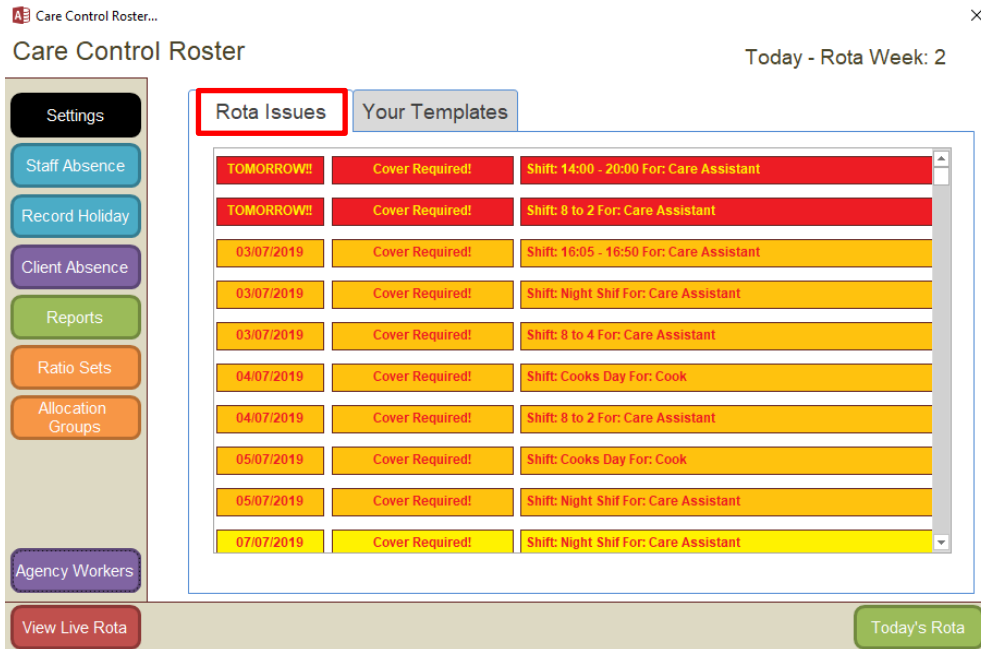 Care Control Roster...
Care Control Roster
Today - Rota Week: 2
Settings
Staff Absence
Record Holiday
Client Absence
Reports
Ratio Sets
Allocation
Groups
Agency Workers
View Live Rota
Rota Issues Your Templates
TOMORROW!! Cover Required! Shift: 14:00 - 20:00 For: Care Assistant
TOMORROW!! Cover Required! Shift: 8 to 2 For: Care Assistant
03/07/2019 Cover Required! Shift: 16:05 - 16:50 For: Care Assistant
03/07/2019 Cover Required! Shift: Night Shif For: Care Assistant
03/07/2019 Cover Required! Shift: 8 to 4 For: Care Assistant
04/07/2019 Cover Required! Shift: Cooks Day For: Cook
04/07/2019 Cover Required! Shift: 8 to 2 For: Care Assistant
05/07/2019 Cover Required! Shift: Cooks Day For: Cook
05/07/2019 Cover Required! Shift: Night Shif For: Care Assistant
07/07/2019 Cover Required! Shift: Night Shif For: Care Assistant
Today's Rota